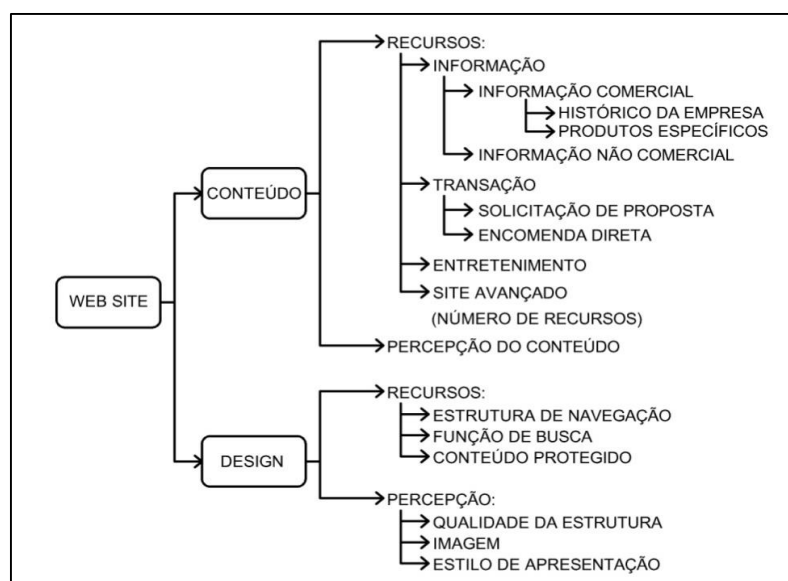 RECURSOS:
INFORMAÇÃO
INFORMAÇÃO COMERCIAL
HISTÓRICO DA EMPRESA
PRODUTOS ESPECÍFICOS
INFORMAÇÃO NÃO COMERCIAL
CONTEÚDO
TRANSAÇÃO
SOLICITAÇÃO DE PROPOSTA
ENCOMENDA DIRETA
ENTRETENIMENTO
WEB SITE
SITE AVANÇADO
(NÚMERO DE RECURSOS)
PERCEPÇÃO DO CONTEÚDO
RECURSOS:
ESTRUTURA DE NAVEGAÇÃO
FUNÇÃO DE BUSCA
DESIGN
CONTEÚDO PROTEGIDO
PERCEPÇÃO:
QUALIDADE DA ESTRUTURA
IMAGEM
ESTILO DE APRESENTAÇÃO